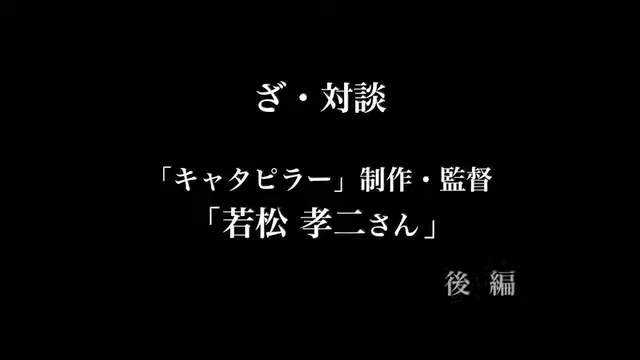 ざ・対談
「キャタピラー」制作・監督
「若松 孝二さん」
後 編